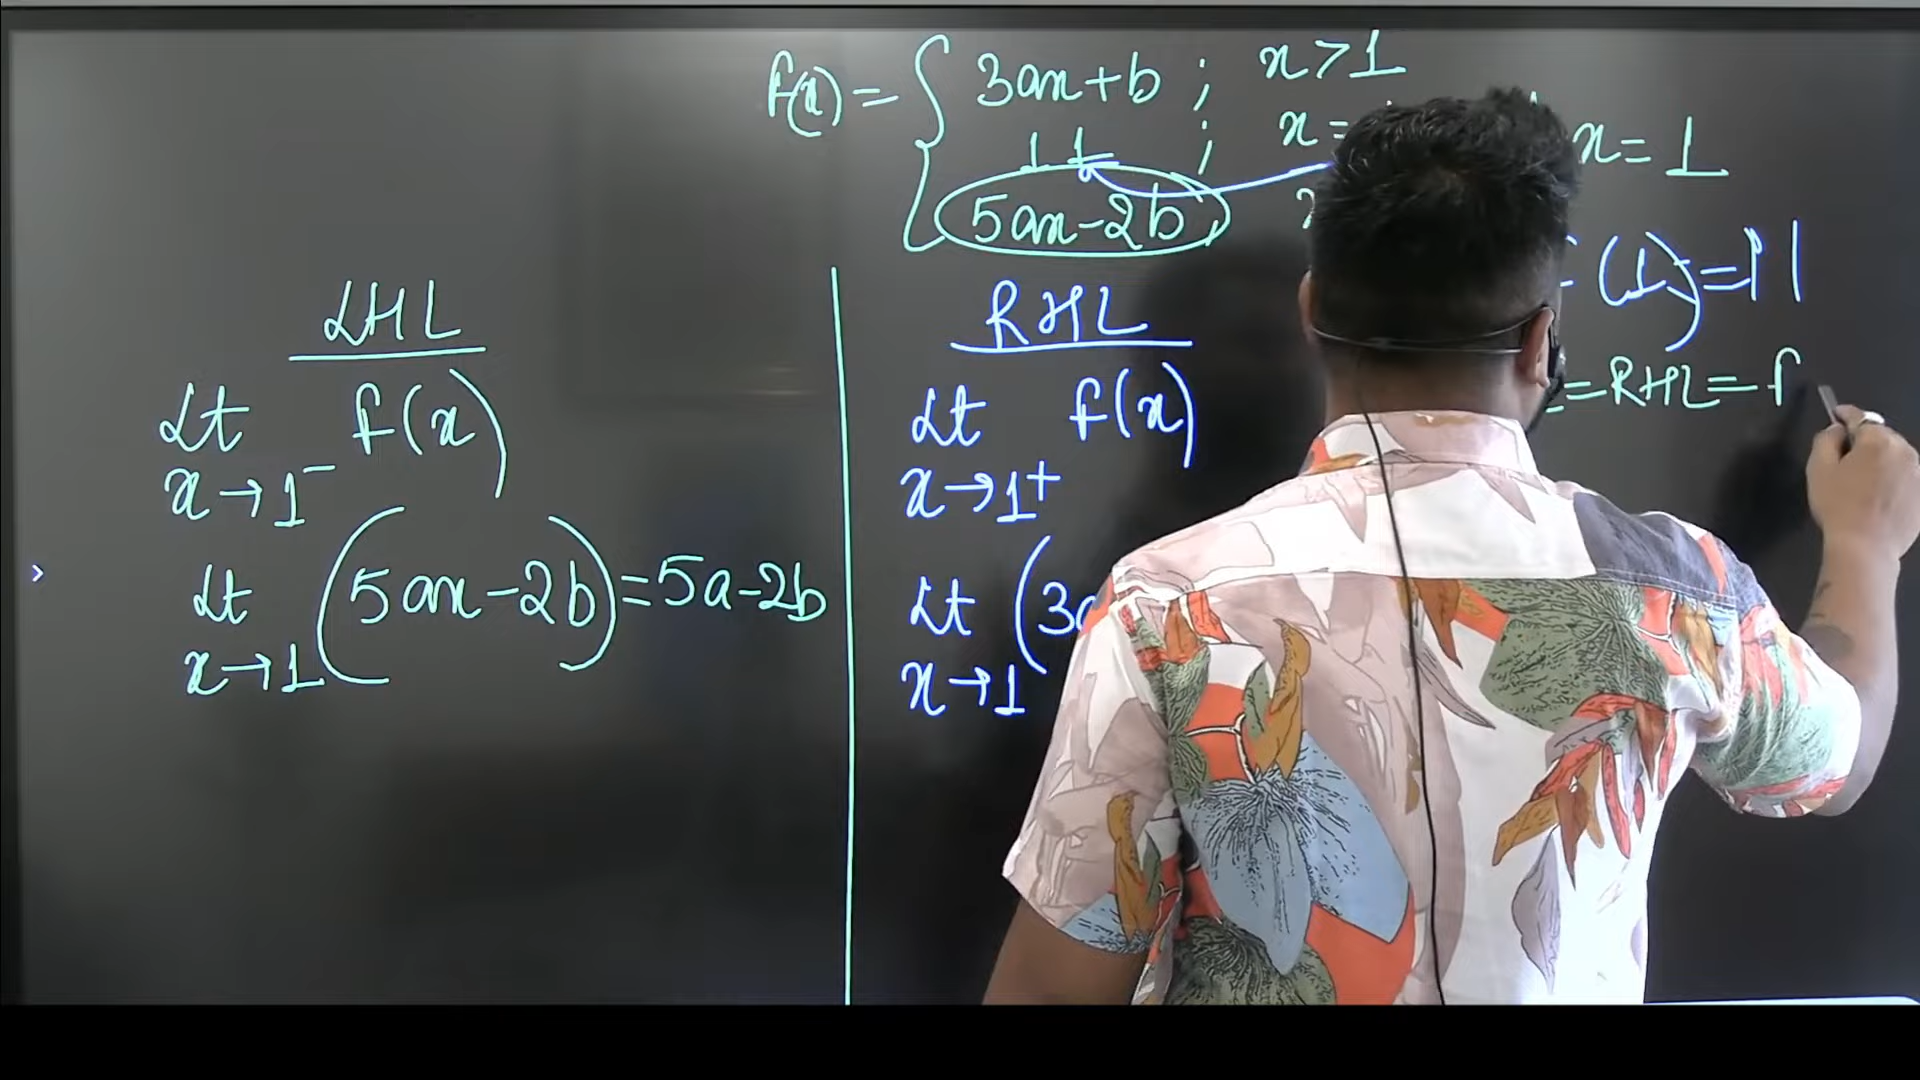 f(x) = { 3ax+b ; x>1
11 ; x=
5ax-2b ;
x=1
(1)=11
=RHL=f
LHL
Lt f(x)
x→1⁻
Lt (5ax-2b)=5a-2b
x→1
RHL
Lt f(x)
x→1⁺
Lt (3a
x→1